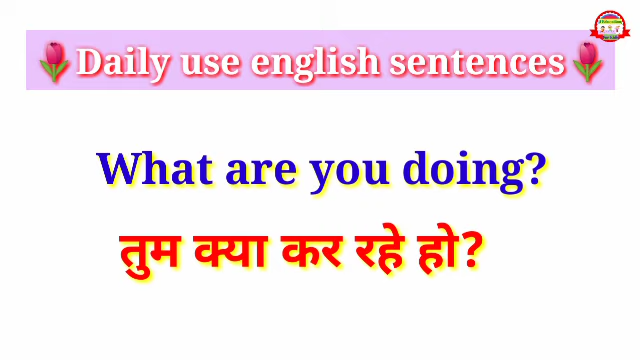 Daily use english sentences
What are you doing?
तुम क्या कर रहे हो?